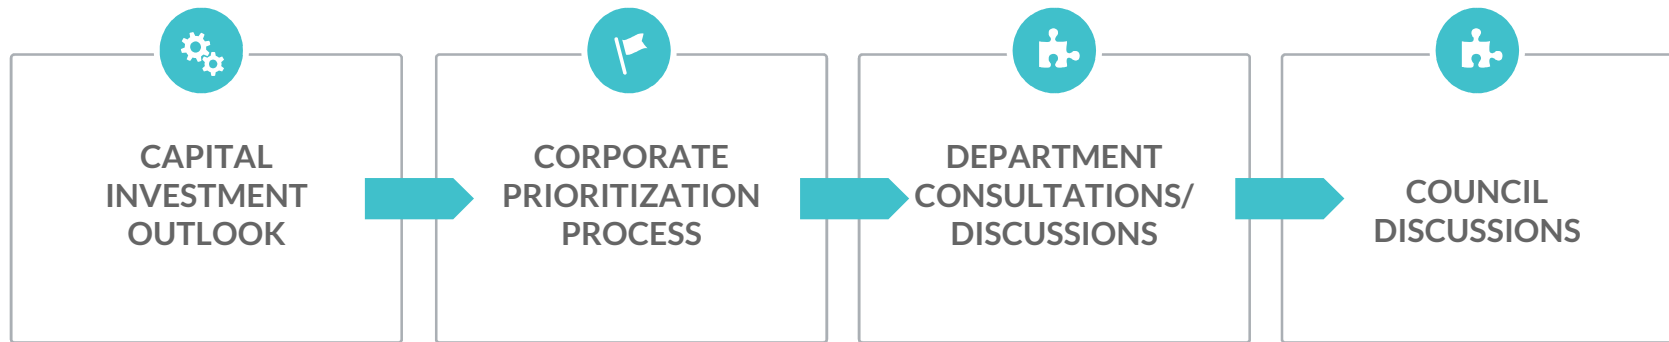 CAPITAL
INVESTMENT
OUTLOOK
CORPORATE
PRIORITIZATION
PROCESS
DEPARTMENT
CONSULTATIONS/
DISCUSSIONS
COUNCIL
DISCUSSIONS